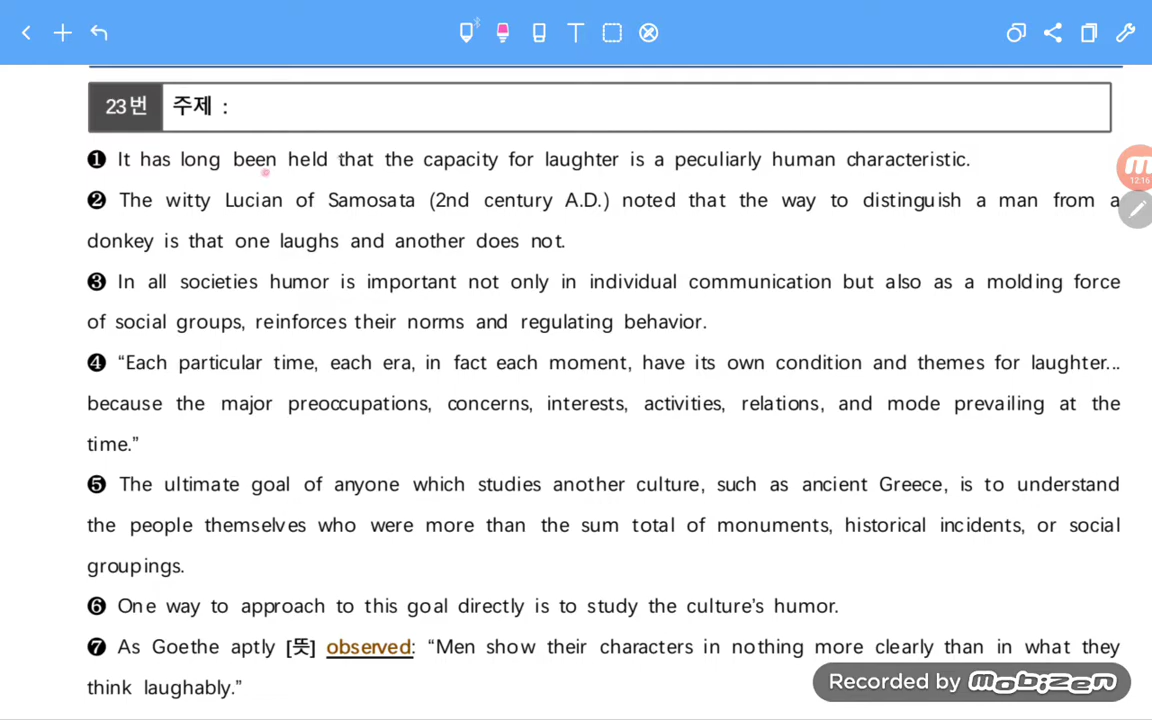 23번 주제 :
❶ It has long been held that the capacity for laughter is a peculiarly human characteristic.
12:16
❷ The witty Lucian of Samosata (2nd century A.D.) noted that the way to distinguish a man from a
donkey is that one laughs and another does not.
❸ In all societies humor is important not only in individual communication but also as a molding force
of social groups, reinforces their norms and regulating behavior.
❹ “Each particular time, each era, in fact each moment, have its own condition and themes for laughter...
because the major preoccupations, concerns, interests, activities, relations, and mode prevailing at the
time.”
❺ The ultimate goal of anyone which studies another culture, such as ancient Greece, is to understand
the people themselves who were more than the sum total of monuments, historical incidents, or social
groupings.
❻ One way to approach to this goal directly is to study the culture’s humor.
❼ As Goethe aptly [뜻] observed: “Men show their characters in nothing more clearly than in what they
think laughably.”
Recorded by mobizen